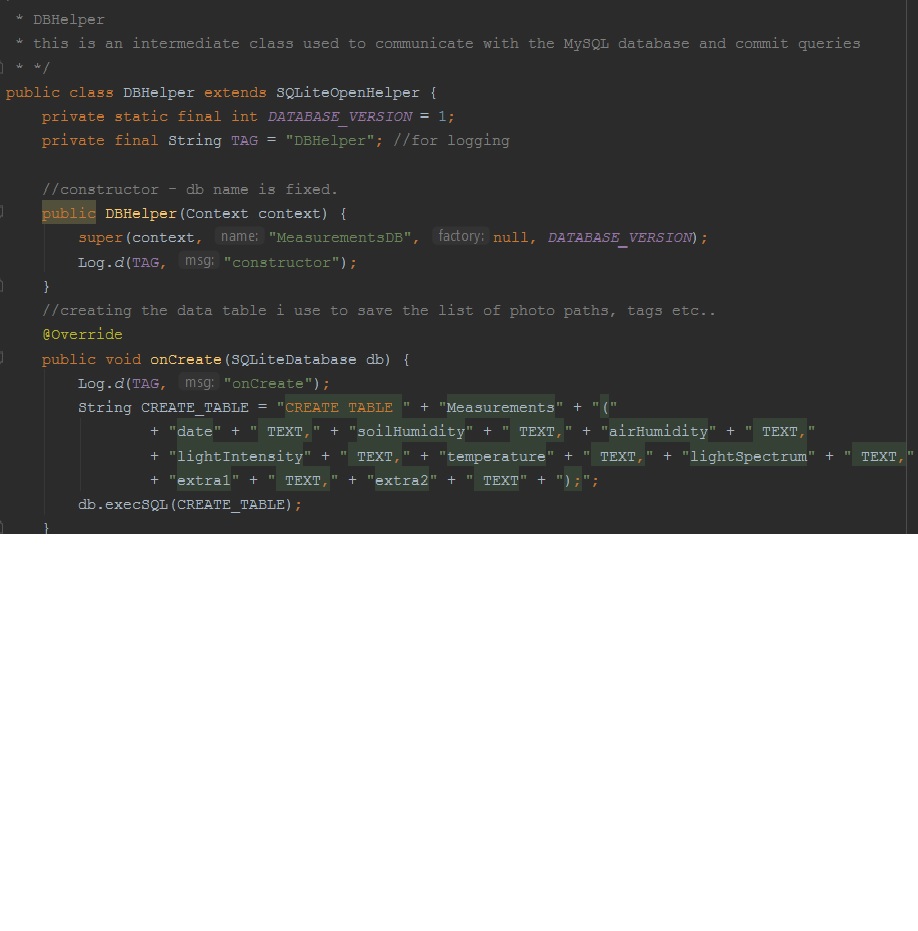 * DBHelper
* this is an intermediate class used to communicate with the MySQL database and commit queries
* */
public class DBHelper extends SQLiteOpenHelper {
private static final int DATABASE_VERSION = 1;
private final String TAG = "DBHelper"; //for logging
//constructor - db name is fixed.
public DBHelper(Context context) {
super(context, name: "MeasurementsDB", factory: null, DATABASE_VERSION);
Log.d(TAG, msg: "constructor");
}
//creating the data table i use to save the list of photo paths, tags etc..
@Override
public void onCreate(SQLiteDatabase db) {
Log.d(TAG, msg: "onCreate");
String CREATE_TABLE = "CREATE TABLE " + "Measurements" + "("
+ "date" + " TEXT," + "soilHumidity" + " TEXT," + "airHumidity" + " TEXT,"
+ "lightIntensity" + " TEXT," + "temperature" + " TEXT," + "lightSpectrum" + " TEXT,"
+ "extra1" + " TEXT," + "extra2" + " TEXT" + ");";
db.execSQL(CREATE_TABLE);
}